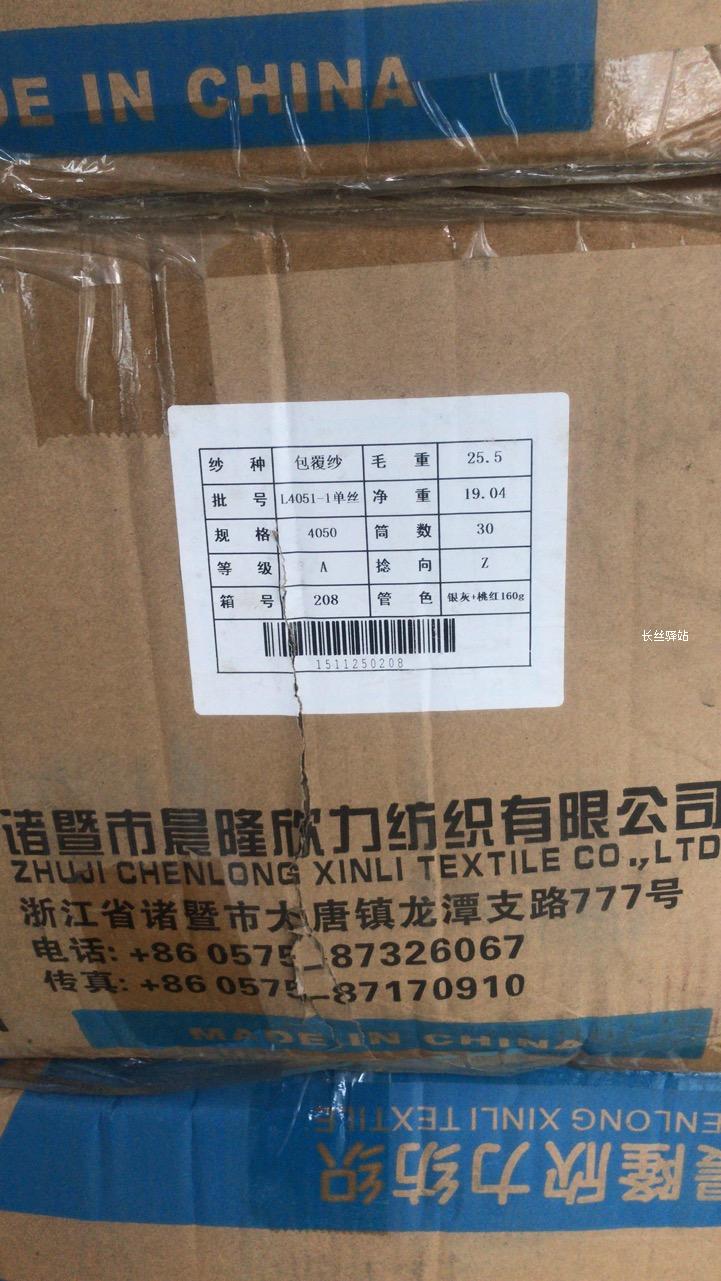 DE IN CHINA
纱 种 包覆纱 毛 重 25.5
批 号 L4051-1单丝 净 重 19.04
规 格 4050 筒 数 30
等 级 A 捻 向 Z
箱 号 208 管 色 银灰+桃红160g
1511250208
长丝驿站
诸暨市晨隆欣力纺织有限公司
ZHUJI CHENLONG XINLI TEXTILE CO.,LTD
浙江省诸暨市大唐镇龙潭支路777号
电话: +86 0575-87326067
传真: +86 0575-87170910
MADE IN CHINA
ENLONG XINLI TEXTILE
晨隆欣力纺织